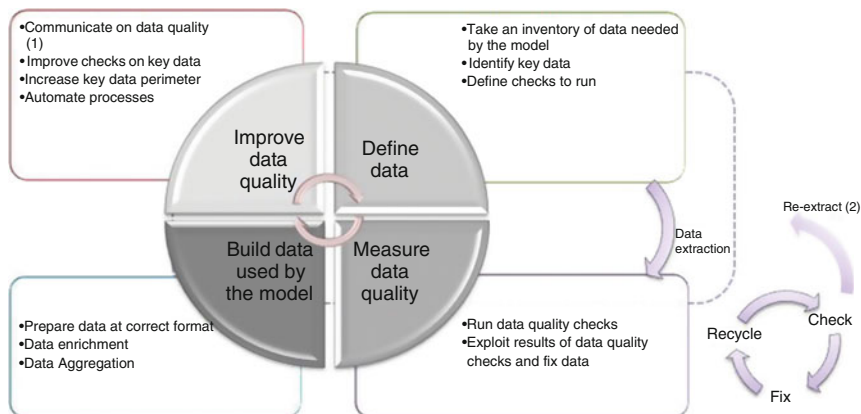 •Communicate on data quality
(1)
•Improve checks on key data
•Increase key data perimeter
•Automate processes
•Take an inventory of data needed
by the model
•Identify key data
•Define checks to run
Improve
data
quality
Define
data
Build data
used by
the model
Measure
data
quality
Data
extraction
Re-extract (2)
•Prepare data at correct format
•Data enrichment
•Data Aggregation
•Run data quality checks
•Exploit results of data quality
checks and fix data
Recycle
Check
Fix